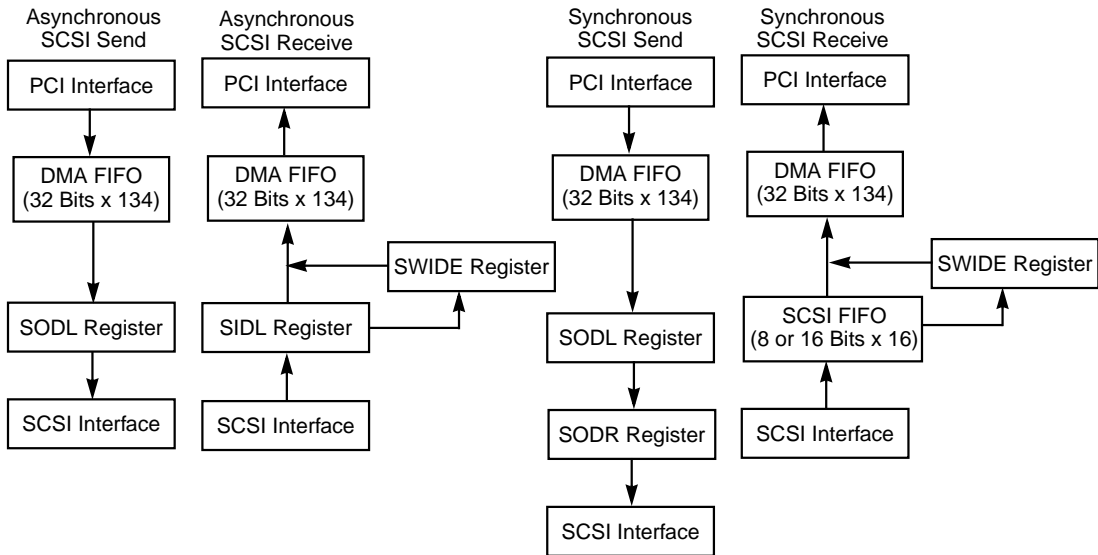 Asynchronous
SCSI Send
PCI Interface
DMA FIFO
(32 Bits x 134)
SODL Register
SCSI Interface
Asynchronous
SCSI Receive
PCI Interface
DMA FIFO
(32 Bits x 134)
SWIDE Register
SIDL Register
SCSI Interface
Synchronous
SCSI Send
PCI Interface
DMA FIFO
(32 Bits x 134)
SODL Register
SODR Register
SCSI Interface
Synchronous
SCSI Receive
PCI Interface
DMA FIFO
(32 Bits x 134)
SWIDE Register
SCSI FIFO
(8 or 16 Bits x 16)
SCSI Interface